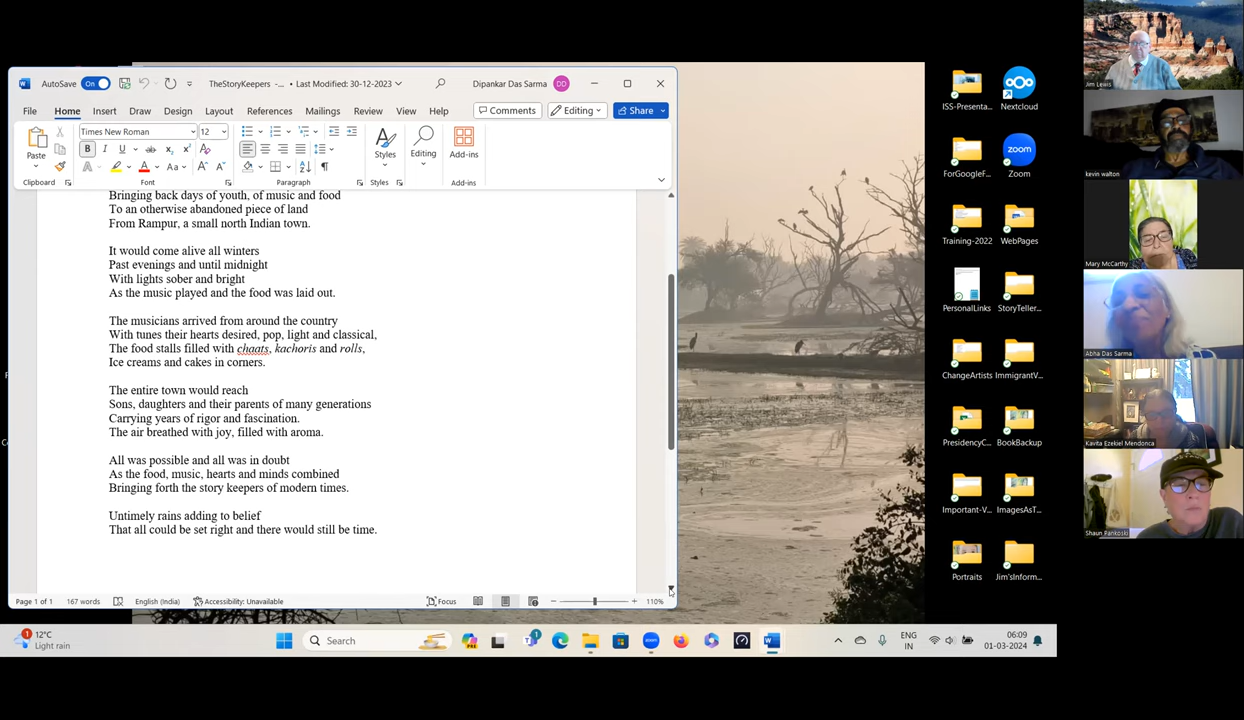 AutoSave On TheStoryKeepers -... • Last Modified: 30-12-2023 Dipankar Das Sarma DD
File Home Insert Draw Design Layout References Mailings Review View Help Comments Editing Share
Times New Roman 12
Paste Styles Editing Add-ins
Clipboard Font Paragraph Styles Add-ins
Bringing back days of youth, of music and food
To an otherwise abandoned piece of land
From Rampur, a small north Indian town.
It would come alive all winters
Past evenings and until midnight
With lights sober and bright
As the music played and the food was laid out.
The musicians arrived from around the country
With tunes their hearts desired, pop, light and classical,
The food stalls filled with chaats, kachoris and rolls,
Ice creams and cakes in corners.
The entire town would reach
Sons, daughters and their parents of many generations
Carrying years of rigor and fascination.
The air breathed with joy, filled with aroma.
All was possible and all was in doubt
As the food, music, hearts and minds combined
Bringing forth the story keepers of modern times.
Untimely rains adding to belief
That all could be set right and there would still be time.
Page 1 of 1 167 words English (India) Accessibility: Unavailable Focus 110%
ISS-Presenta... Nextcloud
ForGoogleF... zoom Zoom
Training-2022 WebPages
PersonalLinks StoryTeller...
ChangeArtists ImmigrantV...
PresidencyC... BookBackup
Important-V... ImagesAsT...
Portraits Jim'sInform...
1 12°C
Light rain
Search
ENG
IN
06:09
01-03-2024
Jim Lewis
kevin walton
Mary McCarthy
Abha Das Sarma
Kavita Ezekiel Mendonca
Shaun Pankoski